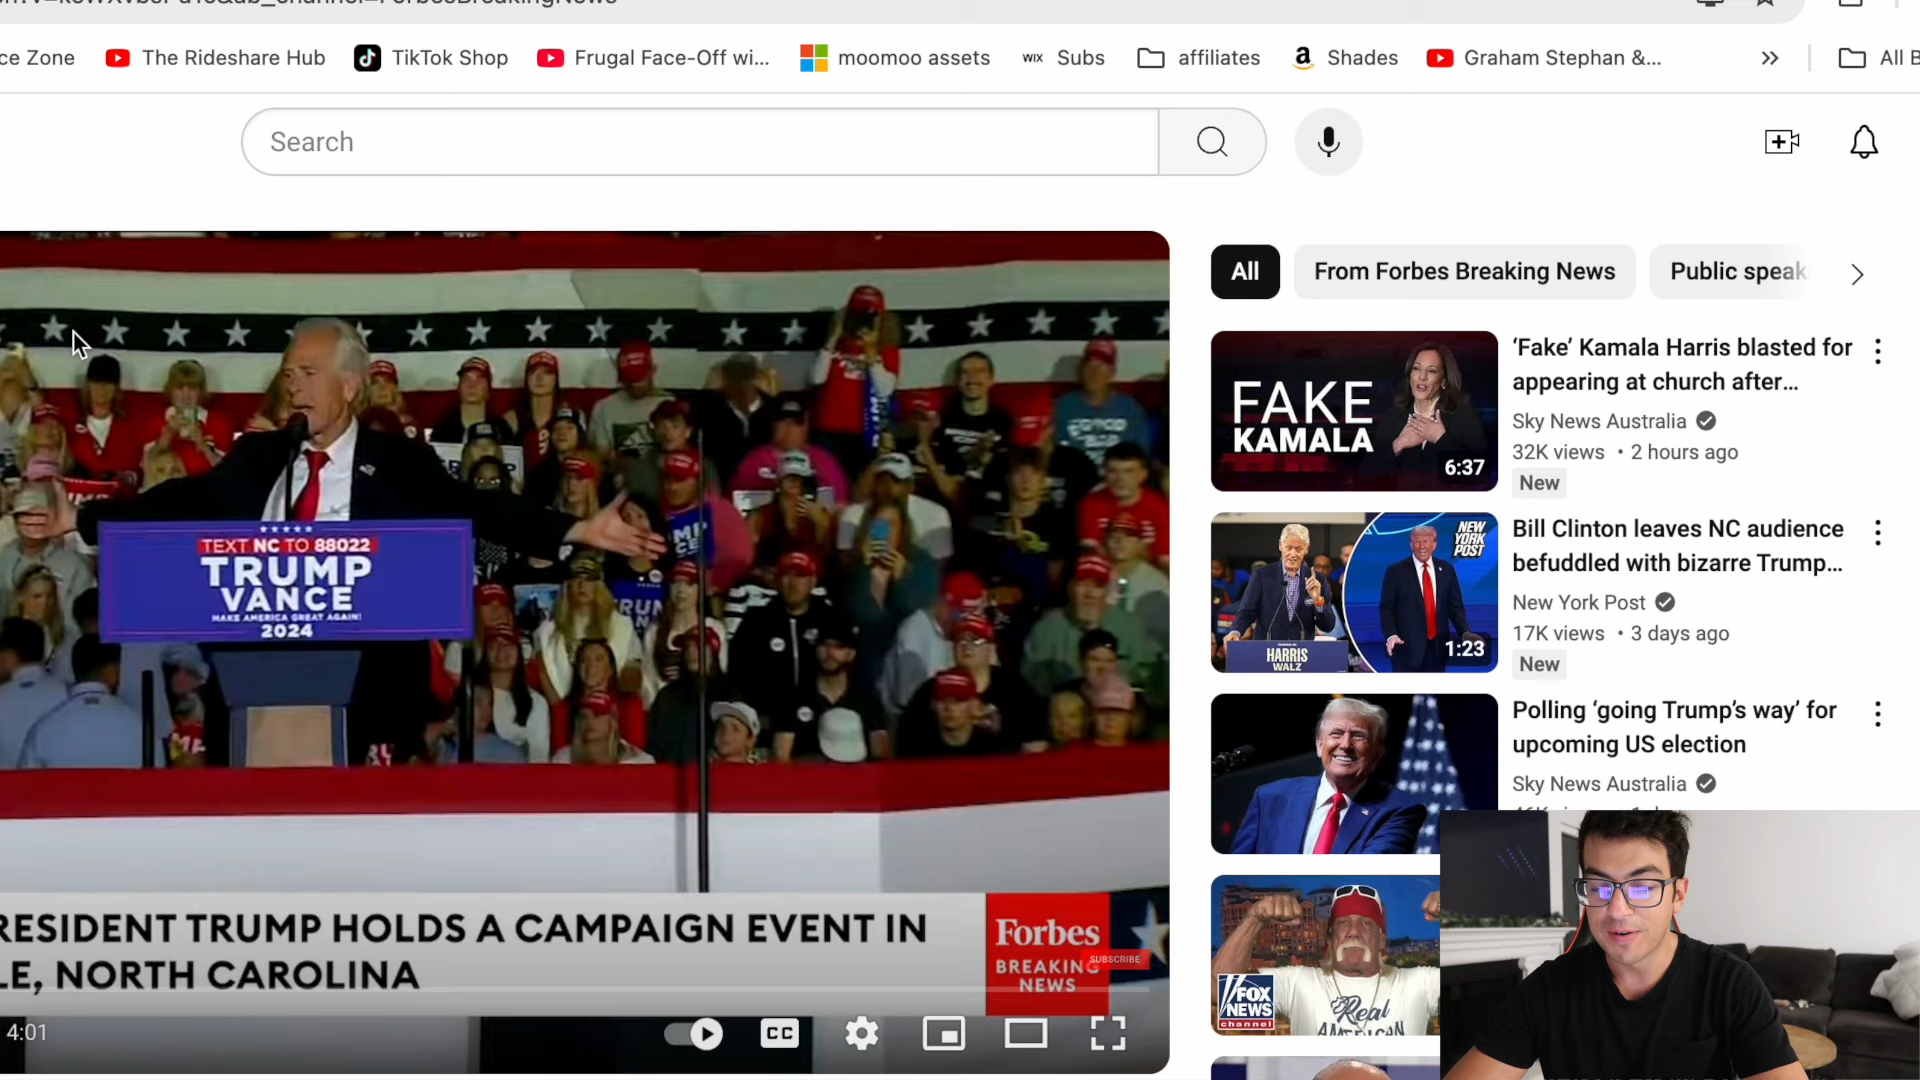 ce Zone
The Rideshare Hub
TikTok Shop
Frugal Face-Off wi...
moomoo assets
WIX Subs
affiliates
Shades
Graham Stephan &...
All B
Search
All
From Forbes Breaking News
Public speak
TEXT NC TO 88022
TRUMP
VANCE
MAKE AMERICA GREAT AGAIN!
2024
RESIDENT TRUMP HOLDS A CAMPAIGN EVENT IN
LE, NORTH CAROLINA
Forbes
BREAKING
NEWS
SUBSCRIBE
4:01
CC
FAKE
KAMALA
6:37
‘Fake’ Kamala Harris blasted for
appearing at church after...
Sky News Australia
32K views • 2 hours ago
New
NEW
YORK
POST
HARRIS
WALZ
1:23
Bill Clinton leaves NC audience
befuddled with bizarre Trump...
New York Post
17K views • 3 days ago
New
Polling ‘going Trump’s way’ for
upcoming US election
Sky News Australia
FOX
NEWS
channel
Real
AMERICAN